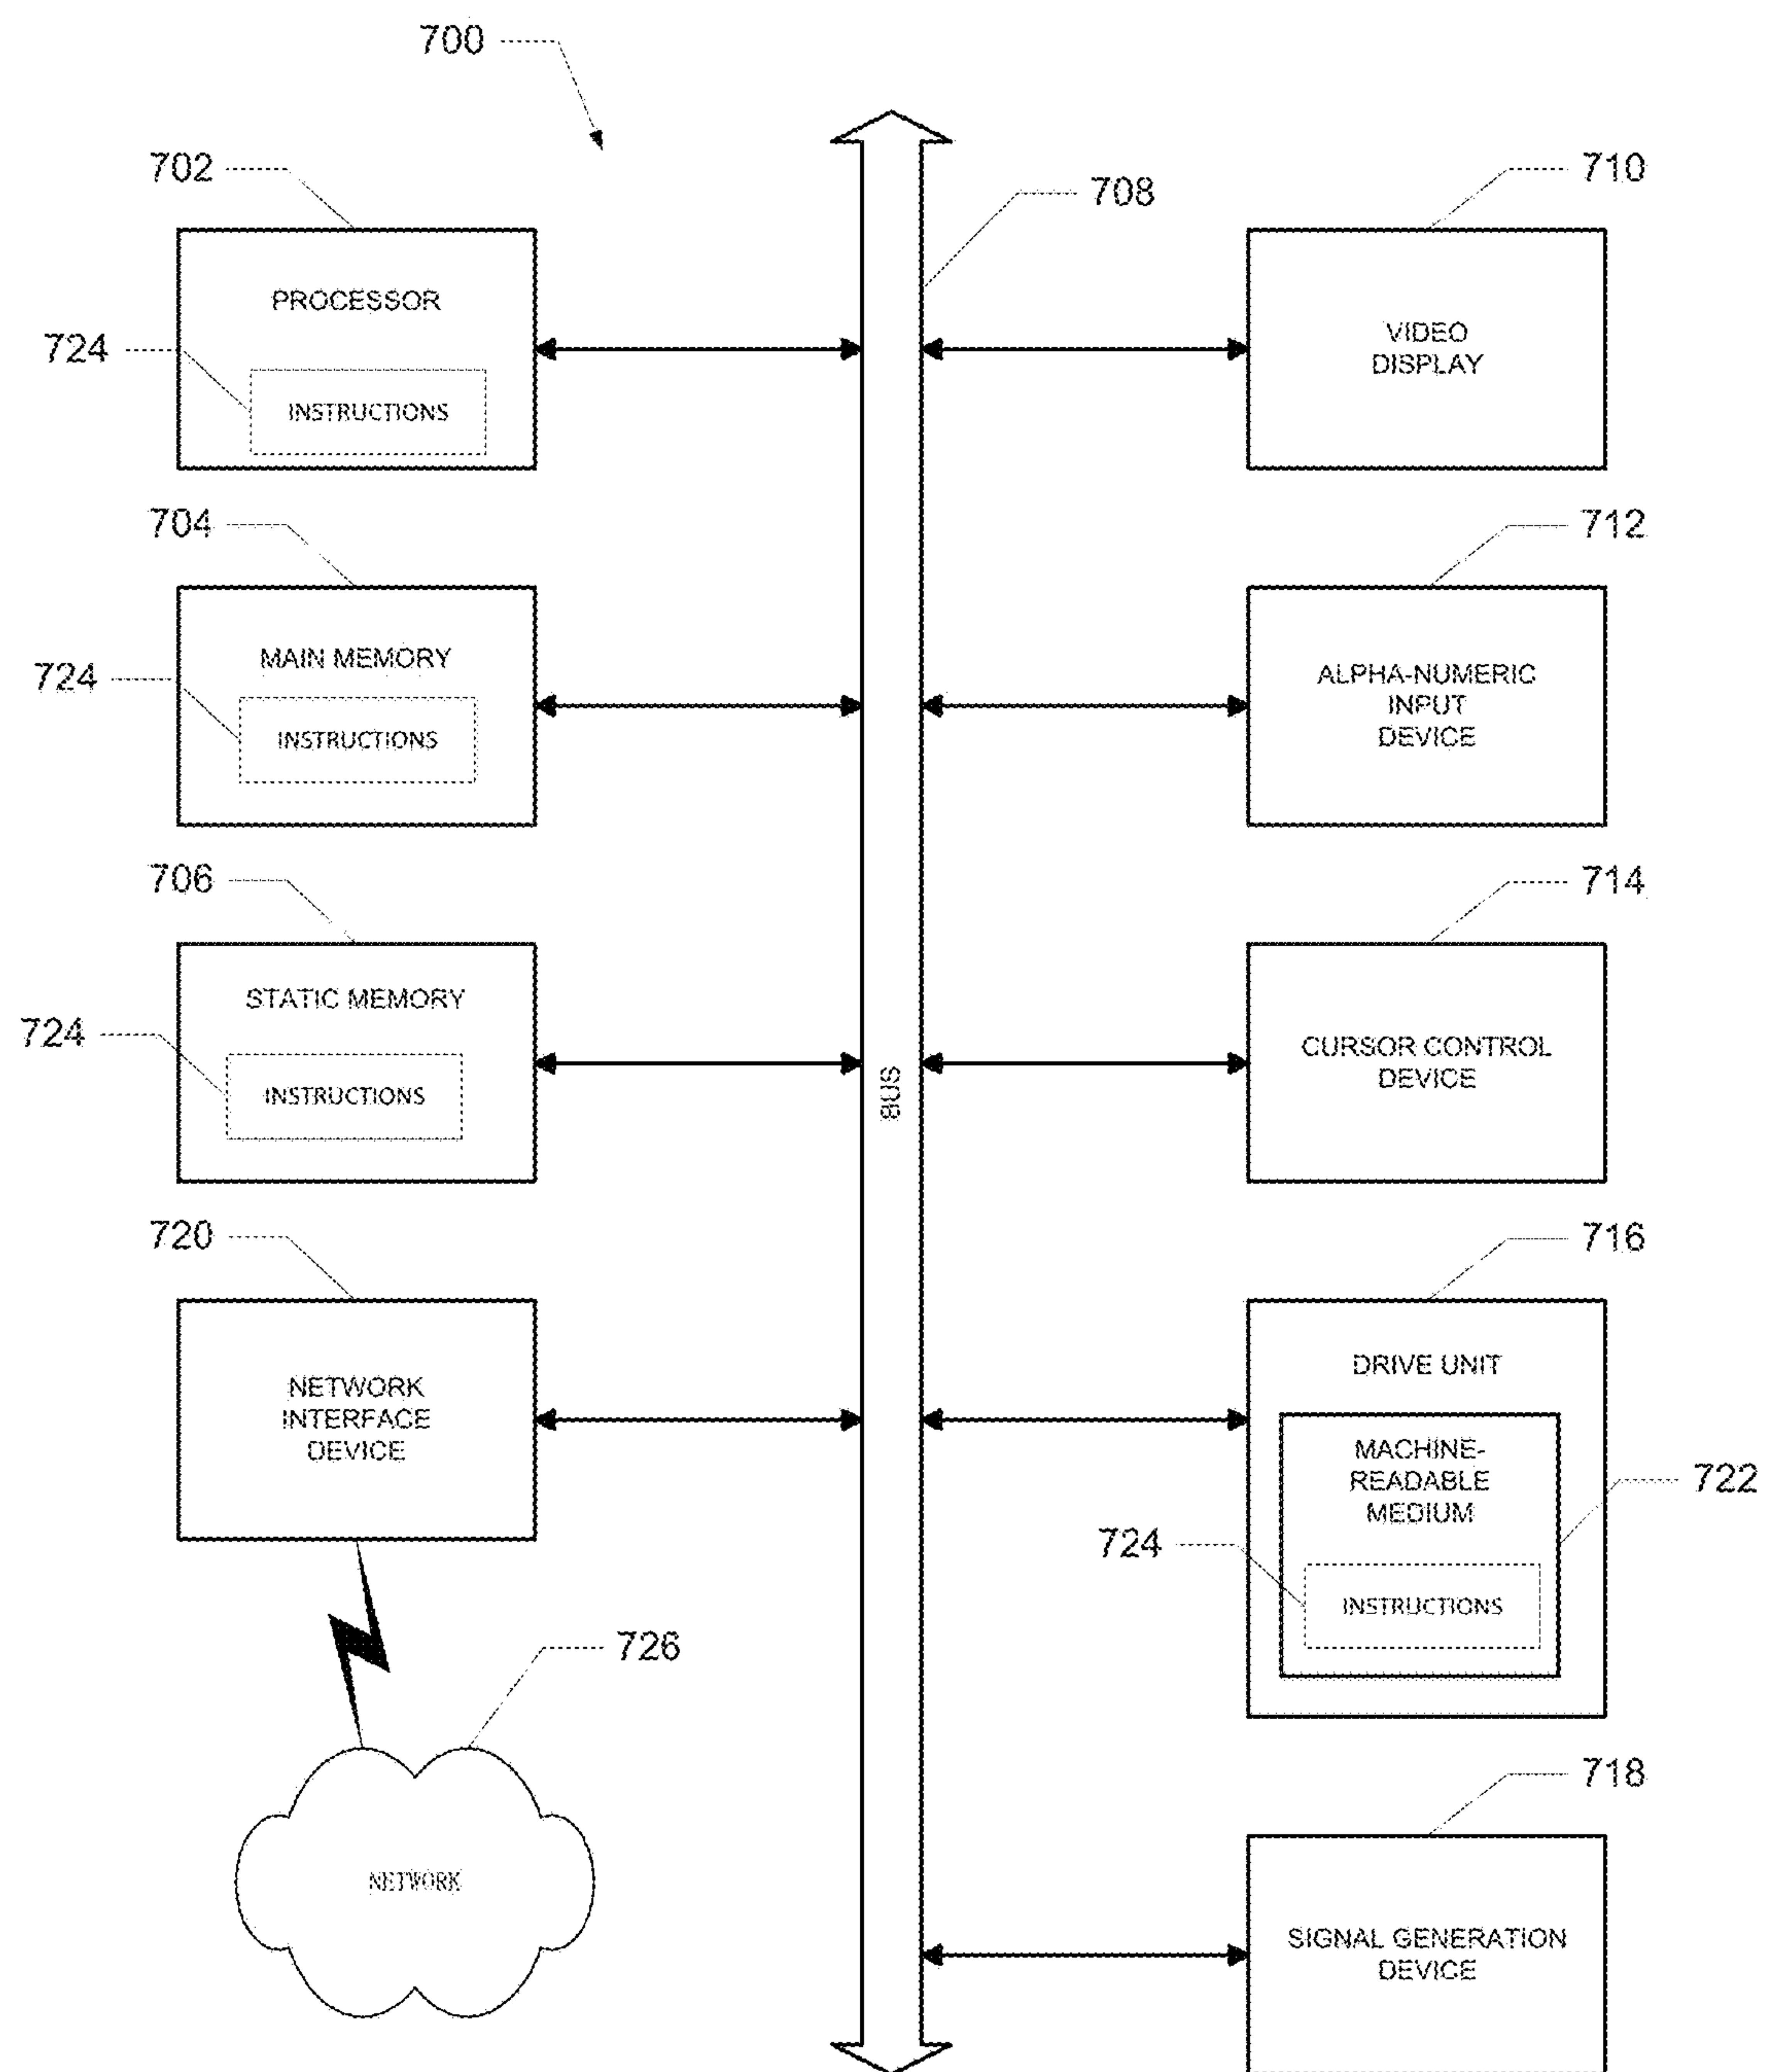 700
702
PROCESSOR
724
INSTRUCTIONS
704
MAIN MEMORY
724
INSTRUCTIONS
706
STATIC MEMORY
724
INSTRUCTIONS
720
NETWORK
INTERFACE
DEVICE
726
NETWORK
708
BUS
710
VIDEO
DISPLAY
712
ALPHA-NUMERIC
INPUT
DEVICE
714
CURSOR CONTROL
DEVICE
716
DRIVE UNIT
MACHINE-
READABLE
MEDIUM
722
724
INSTRUCTIONS
718
SIGNAL GENERATION
DEVICE